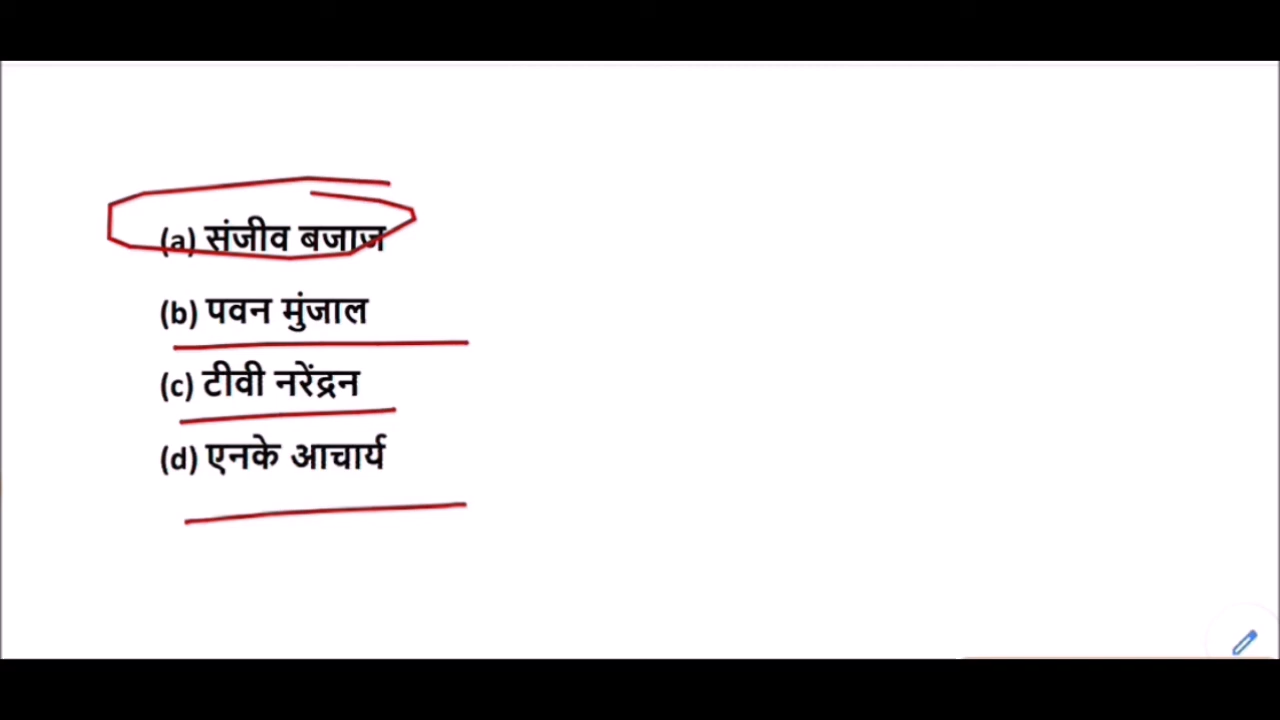 (a) संजीव बजाज
(b) पवन मुंजाल
(c) टीवी नरेंद्रन
(d) एनके आचार्य